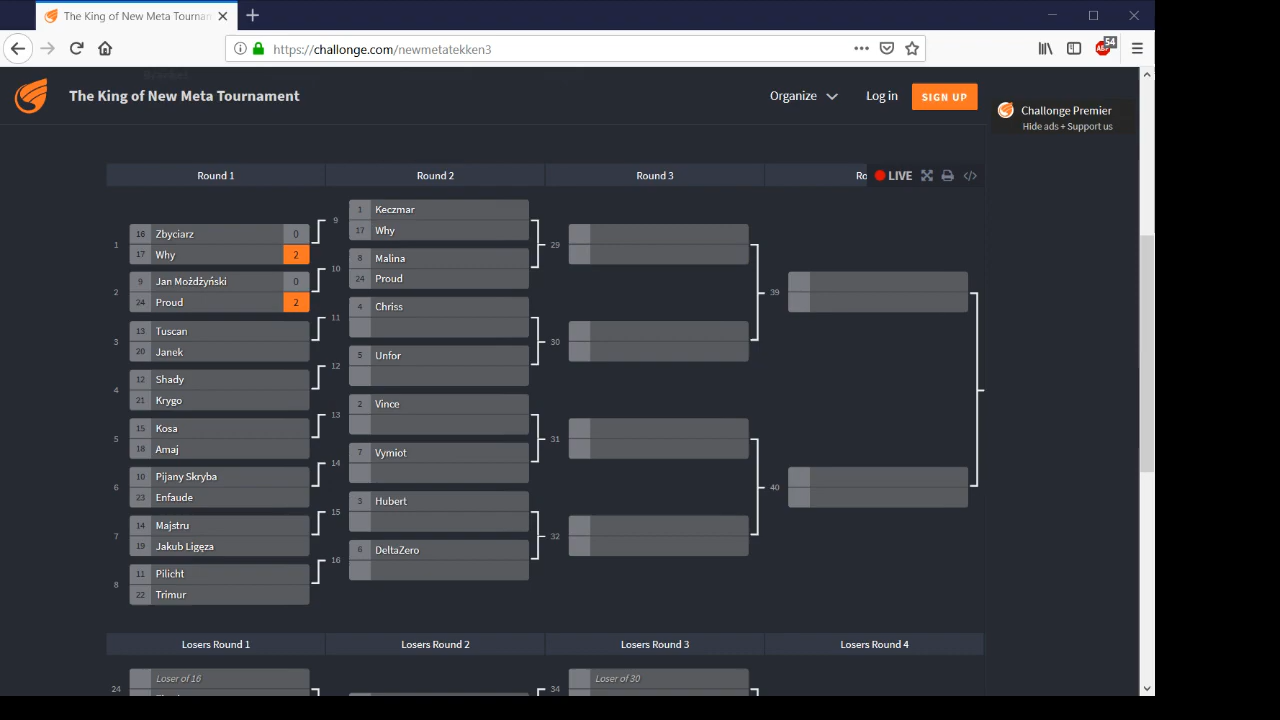 The King of New Meta Tournan
https://challonge.com/newmetatekken3
54
The King of New Meta Tournament
Organize
Log in
SIGN UP
Challonge Premier
Hide ads + Support us
Round 1
Round 2
Round 3
Ro
LIVE
1
16 Zbyciarz 0
17 Why 2
2
9 Jan Możdżyński 0
24 Proud 2
3
13 Tuscan
20 Janek
4
12 Shady
21 Krygo
5
15 Kosa
18 Amaj
6
10 Pijany Skryba
23 Enfaude
7
14 Majstru
19 Jakub Ligęza
8
11 Pilicht
22 Trimur
9
1 Keczmar
17 Why
10
8 Malina
24 Proud
11
4 Chriss
12
5 Unfor
13
2 Vince
14
7 Vymiot
15
3 Hubert
16
6 DeltaZero
29
30
31
32
39
40
Losers Round 1
Losers Round 2
Losers Round 3
Losers Round 4
24
Loser of 16
34
Loser of 30